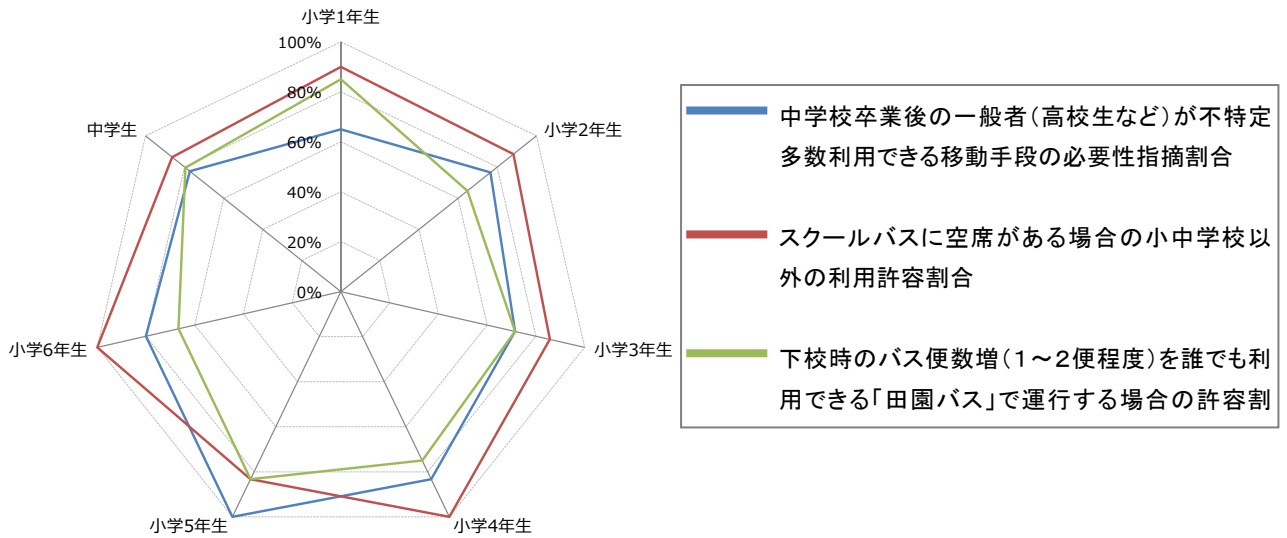 小学1年生
100%
80%
60%
40%
20%
0%
小学2年生
小学3年生
小学4年生
小学5年生
小学6年生
中学生
中学校卒業後の一般者(高校生など)が不特定
多数利用できる移動手段の必要性指摘割合
スクールバスに空席がある場合の小中学校以
外の利用許容割合
下校時のバス便数増(1~2便程度)を誰でも利
用できる「田園バス」で運行する場合の許容割